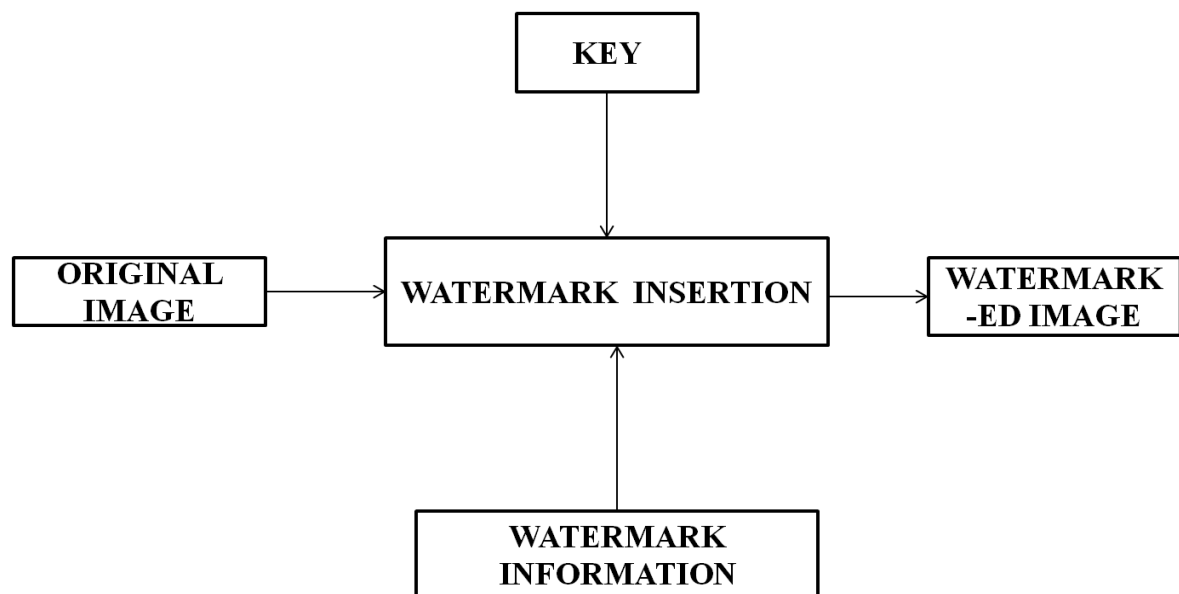 KEY
ORIGINAL
IMAGE
WATERMARK INSERTION
WATERMARK
-ED IMAGE
WATERMARK
INFORMATION